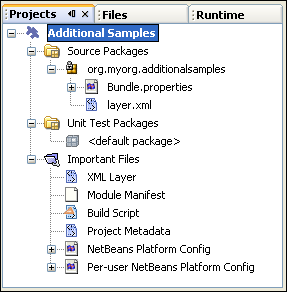 Projects Files Runtime
Additional Samples
Source Packages
org.myorg.additionalsamples
Bundle.properties
layer.xml
Unit Test Packages
<default package>
Important Files
XML Layer
Module Manifest
Build Script
Project Metadata
NetBeans Platform Config
Per-user NetBeans Platform Config